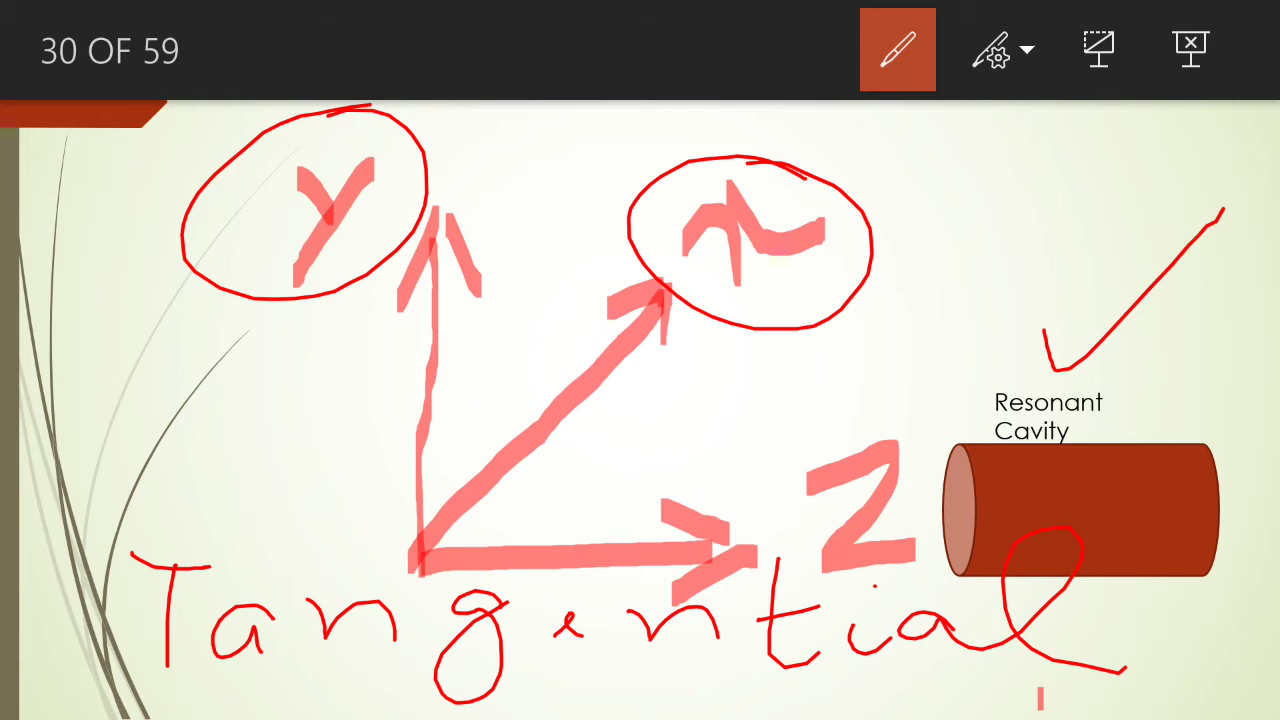 30 OF 59
y
x
Resonant
Cavity
Z
Tangential